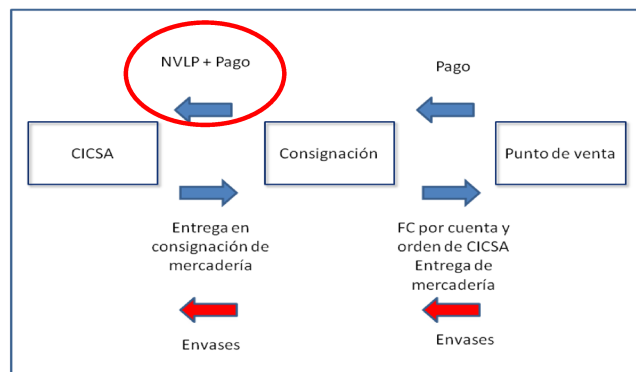 NVLP + Pago
Pago
CICSA
Consignación
Punto de venta
Entrega en
consignación de
mercadería
FC por cuenta y
orden de CICSA
Entrega de
mercadería
Envases
Envases